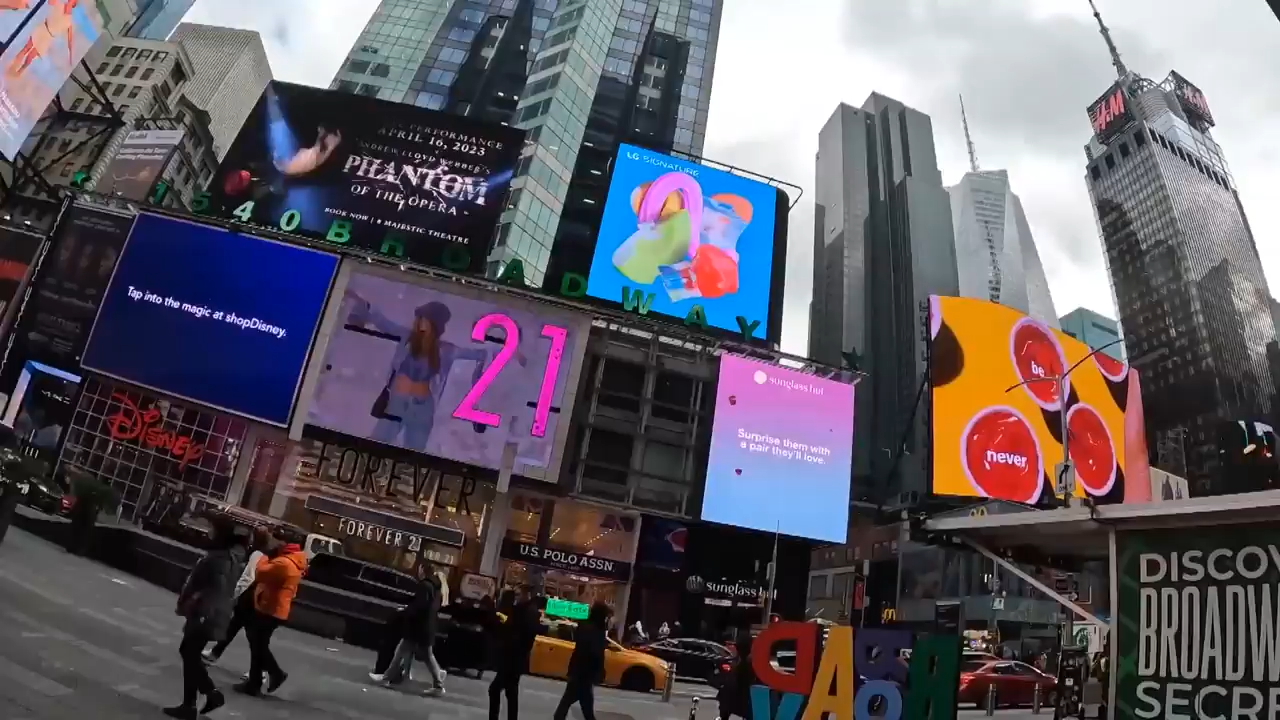 PERFORMANCE
APRIL 16, 2023
ANDREW LLOYD WEBBER'S
PHANTOM
OF THE OPERA
BOOK NOW
MAJESTIC THEATRE
1540 BROADWAY
LG SIGNATURE
H&M
H&M
Tap into the magic at shopDisney.
DISNEY
21
FOREVER
FOREVER 21
U.S. POLO ASSN.
sunglass hut
Surprise them with
a pair they'll love.
sunglass hut
be
never
ONLY
DISCOV
BROADW
SECRE